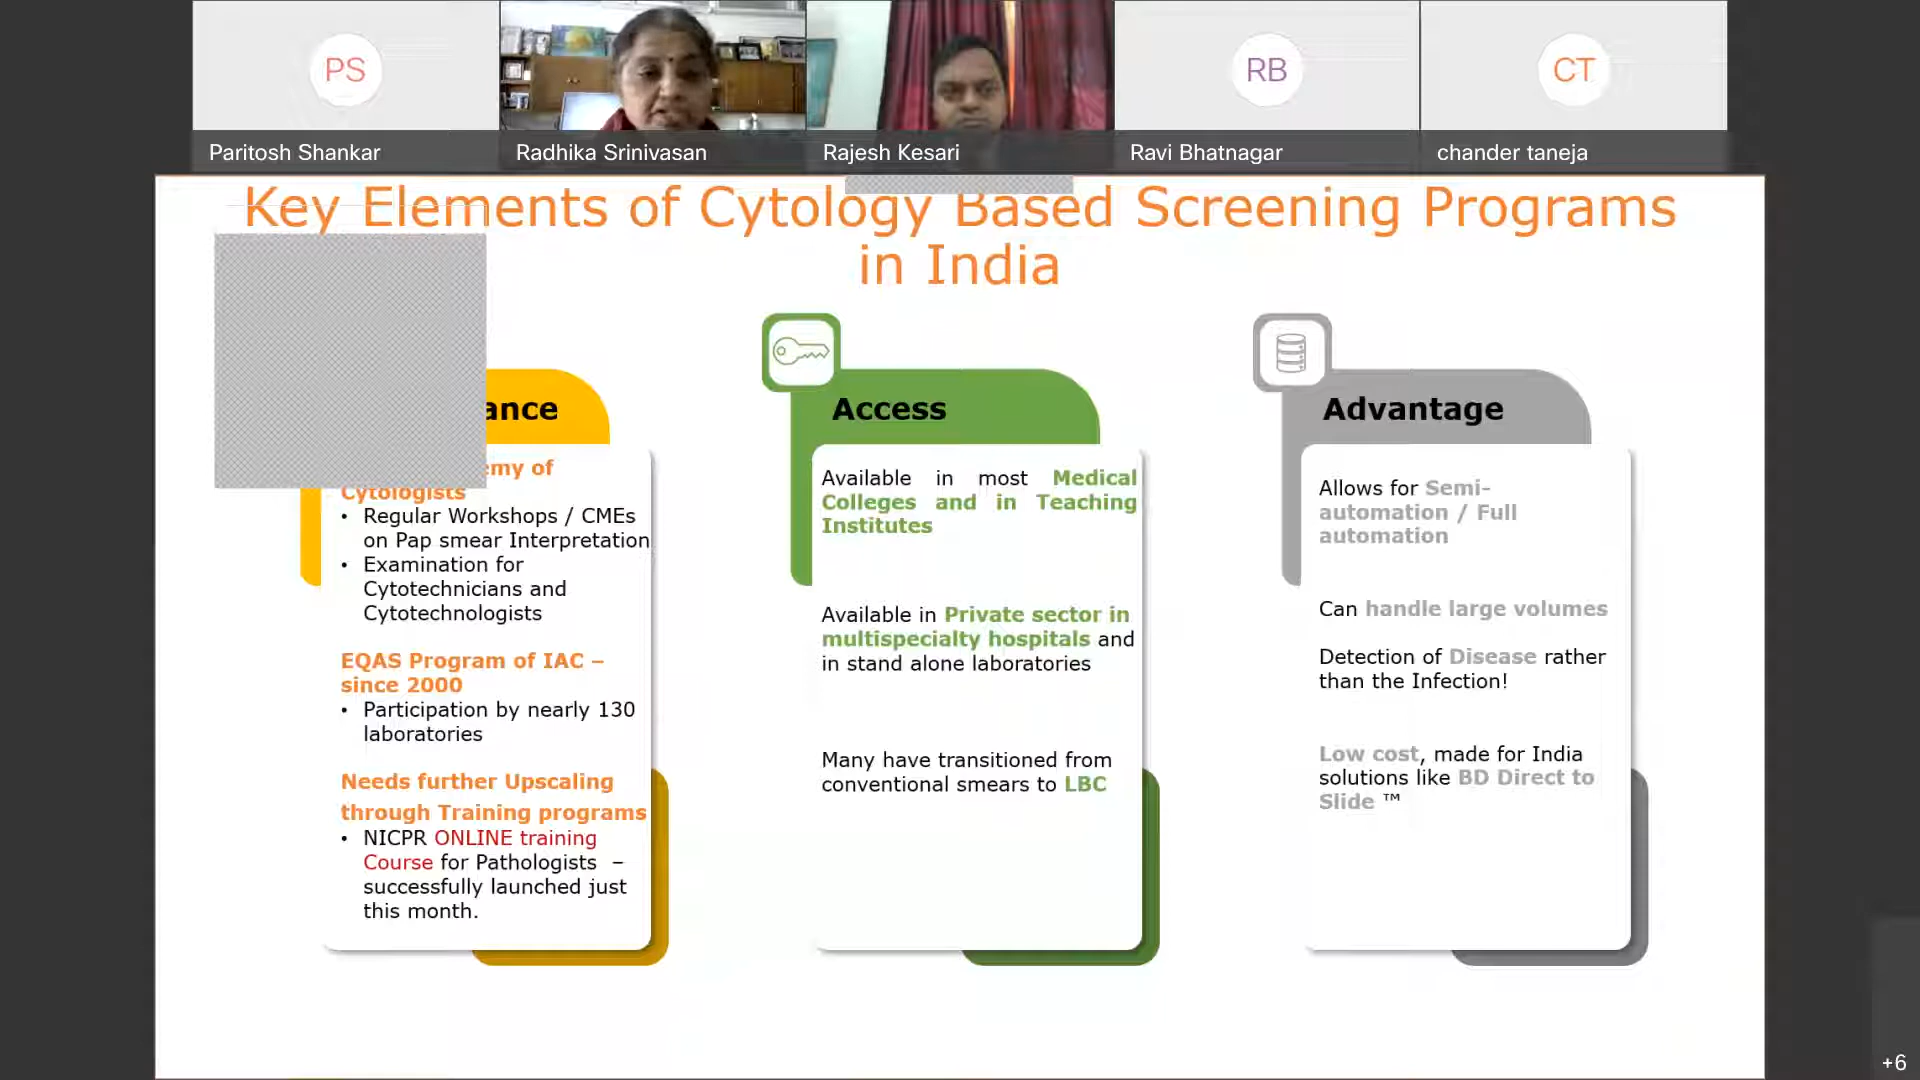 PS
RB
CT
Paritosh Shankar
Radhika Srinivasan
Rajesh Kesari
Ravi Bhatnagar
chander taneja
Key Elements of Cytology Based Screening Programs
in India
Cytologists
• Regular Workshops / CMEs
on Pap smear Interpretation
• Examination for
Cytotechnicians and
Cytotechnologists
EQAS Program of IAC –
since 2000
• Participation by nearly 130
laboratories
Needs further Upscaling
through Training programs
• NICPR ONLINE training
Course for Pathologists –
successfully launched just
this month.
Access
Available in most Medical
Colleges and in Teaching
Institutes
Available in Private sector in
multispecialty hospitals and
in stand alone laboratories
Many have transitioned from
conventional smears to LBC
Advantage
Allows for Semi-
automation / Full
automation
Can handle large volumes
Detection of Disease rather
than the Infection!
Low cost, made for India
solutions like BD Direct to
Slide ™
+6